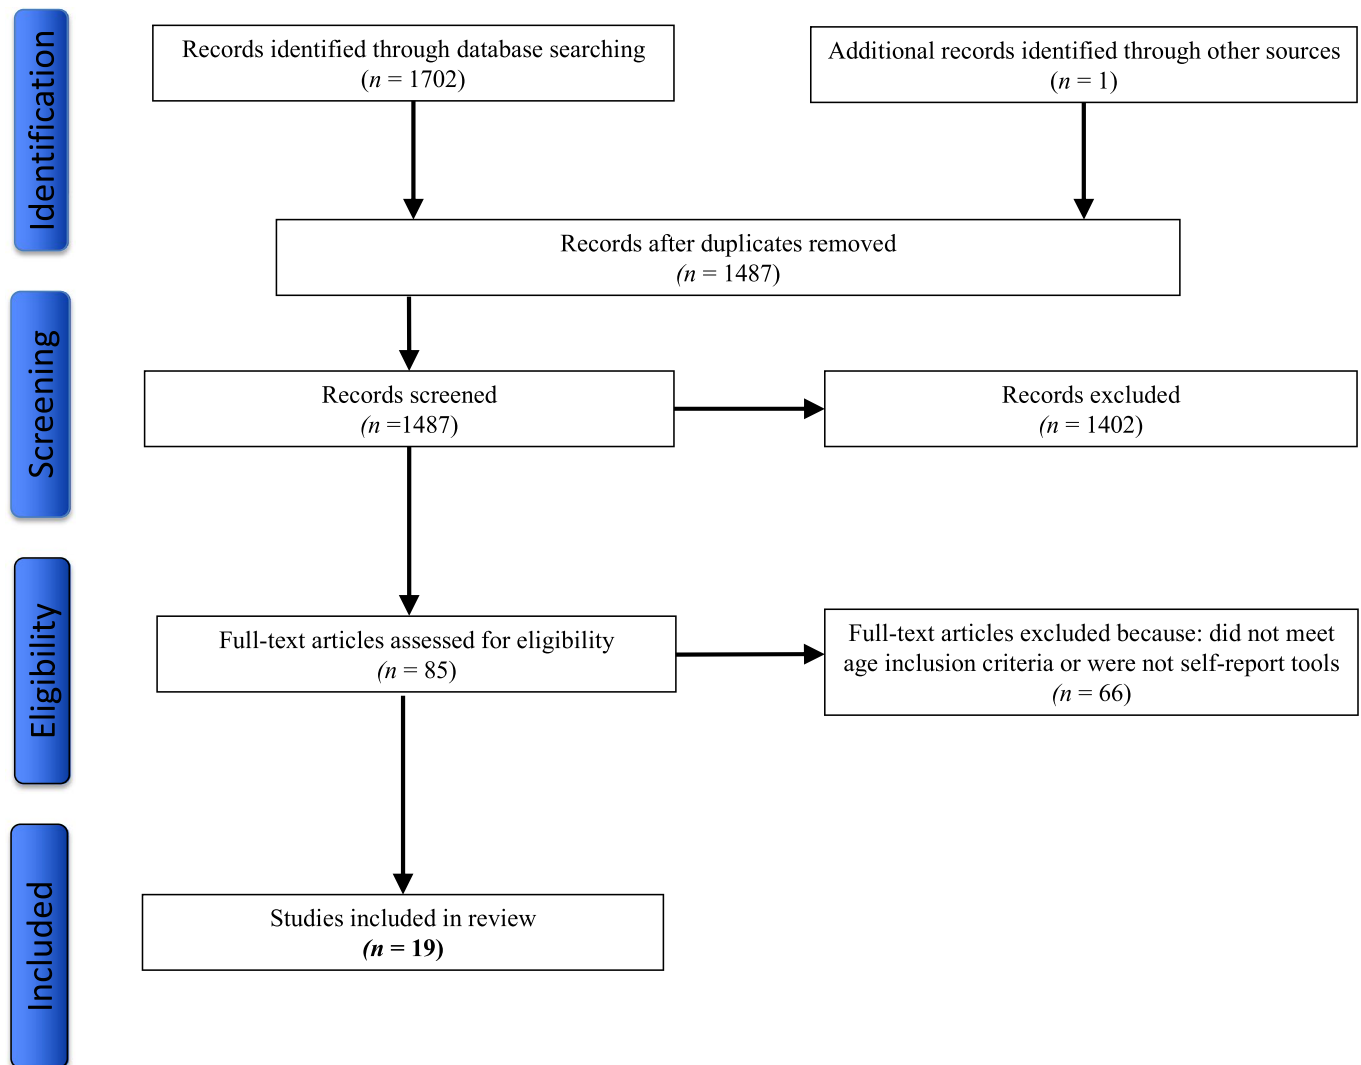 Identification
Records identified through database searching
(n = 1702)
Additional records identified through other sources
(n = 1)
Records after duplicates removed
(n = 1487)
Screening
Records screened
(n =1487)
Records excluded
(n = 1402)
Eligibility
Full-text articles assessed for eligibility
(n = 85)
Full-text articles excluded because: did not meet
age inclusion criteria or were not self-report tools
(n = 66)
Included
Studies included in review
(n = 19)